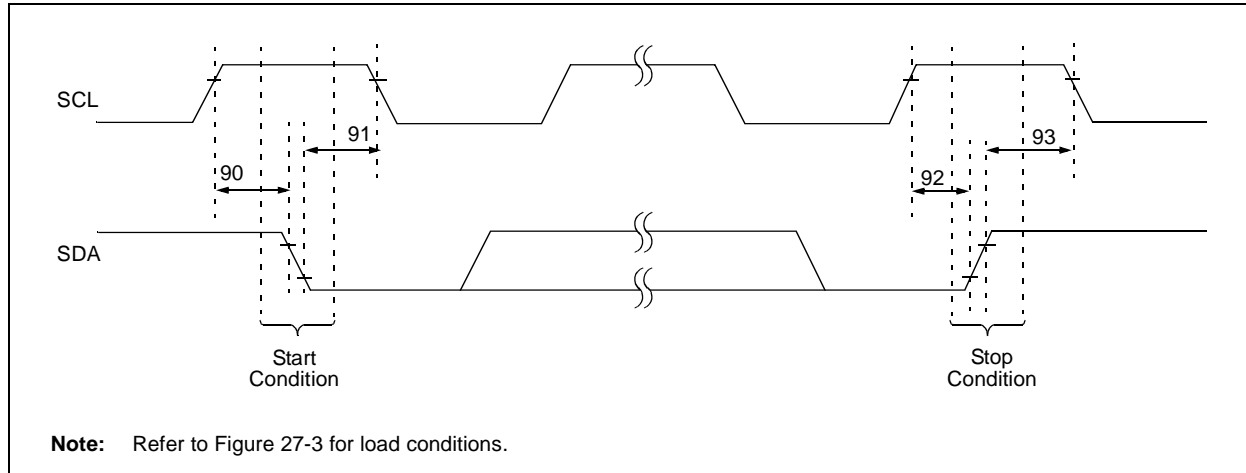 SCL
91
93
90
92
SDA
Start
Condition
Stop
Condition
Note: Refer to Figure 27-3 for load conditions.